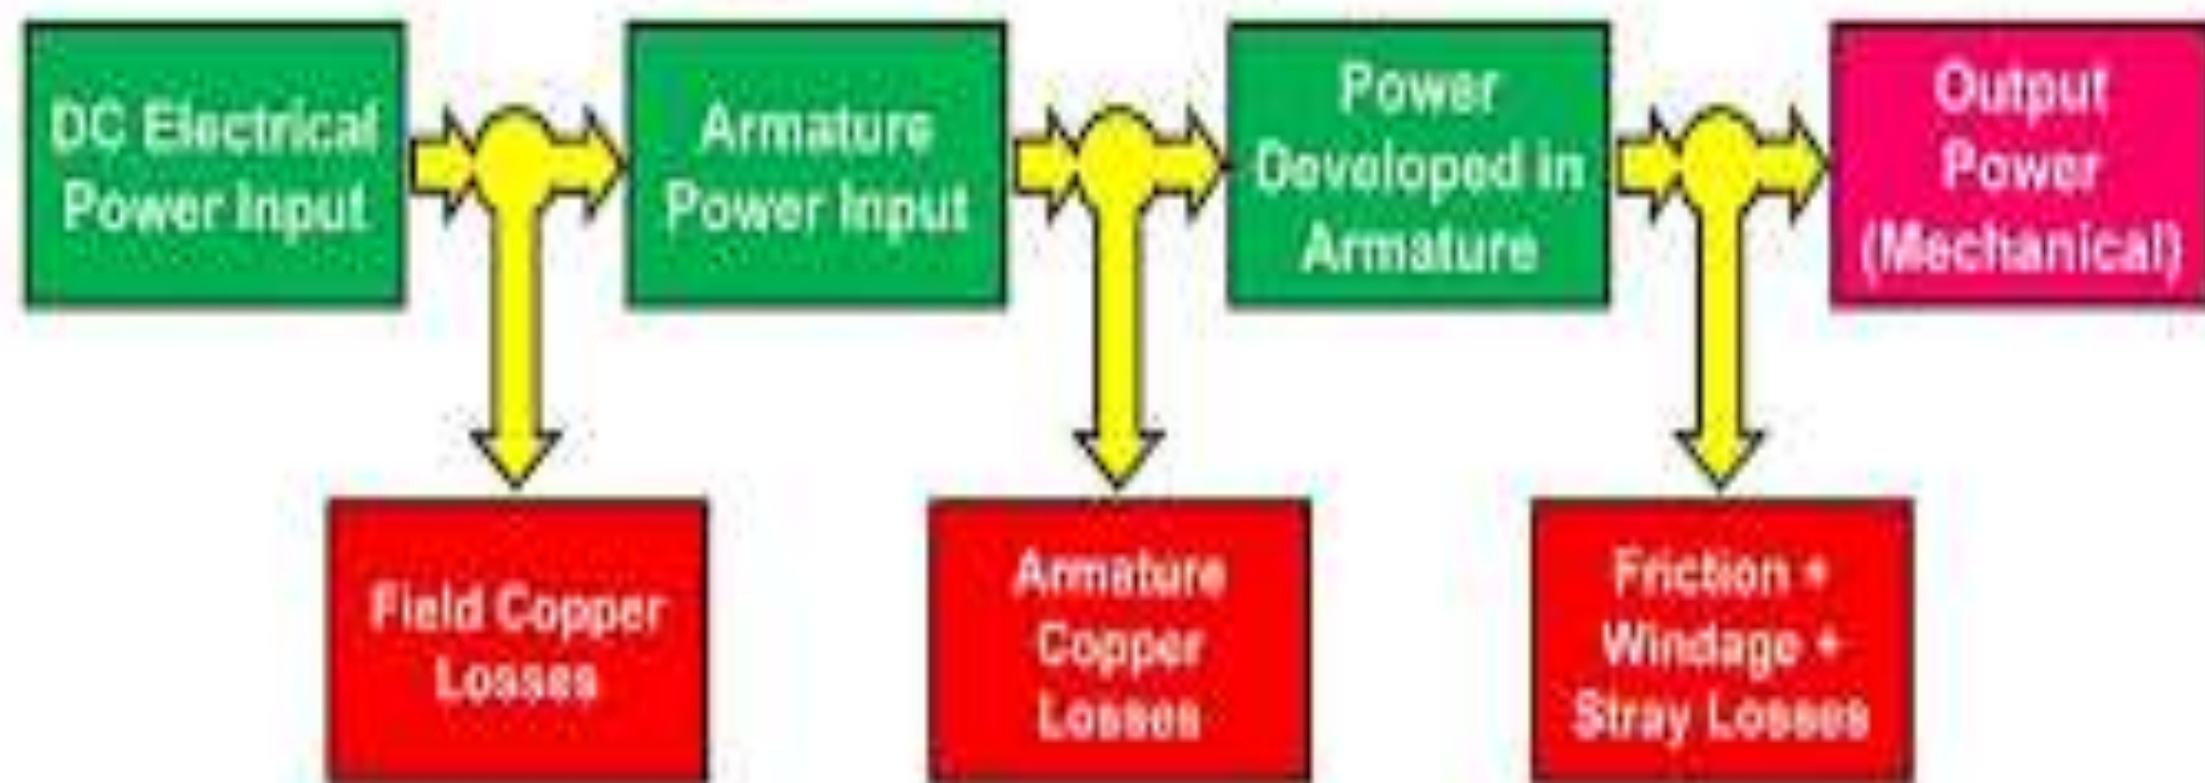 DC Electrical
Power Input
Armature
Power Input
Power
Developed in
Armature
Output
Power
(Mechanical)
Field Copper
Losses
Armature
Copper
Losses
Friction +
Windage +
Stray Losses